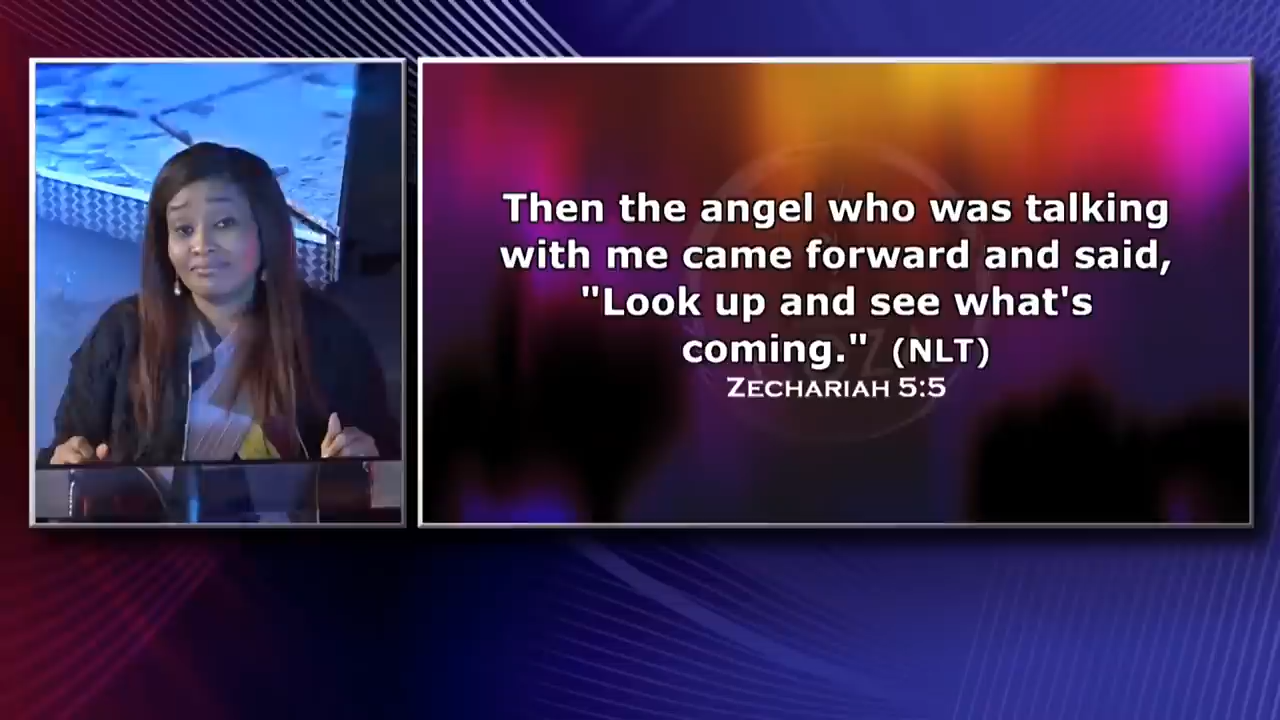 Then the angel who was talking
with me came forward and said,
"Look up and see what's
coming." (NLT)
Zechariah 5:5